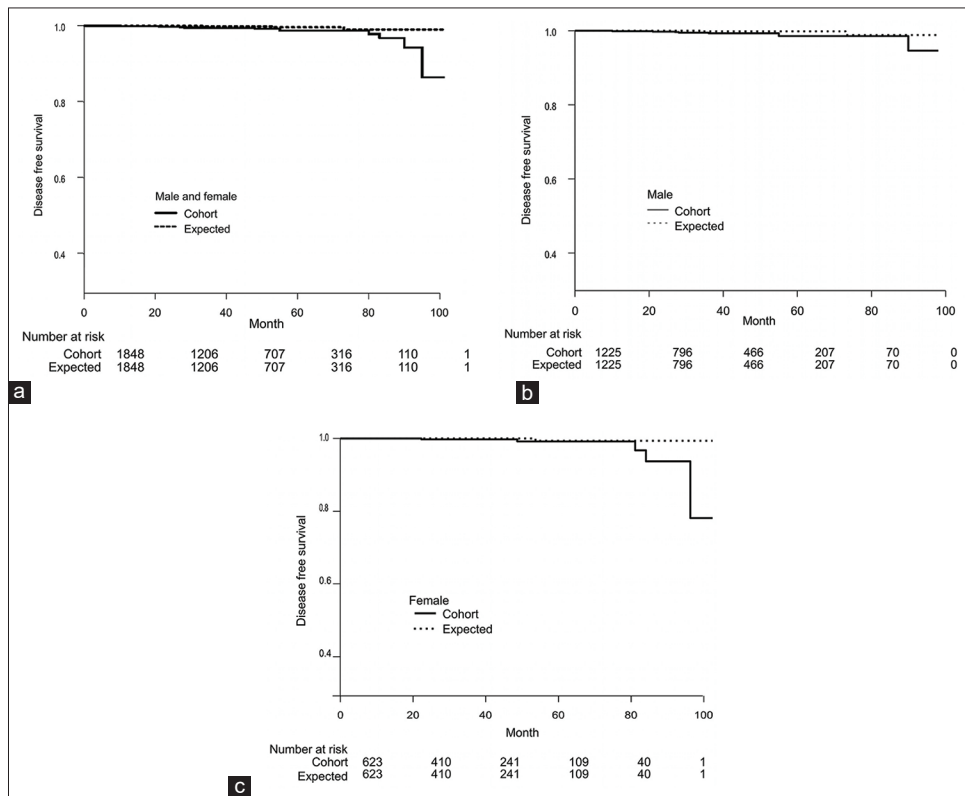 1.0
0.8
0.6
0.4
Disease free survival
Male and female
Cohort
Expected
0 20 40 60 80 100
Month
Number at risk
Cohort 1848 1206 707 316 110 1
Expected 1848 1206 707 316 110 1
a
1.0
0.8
0.6
0.4
Disease free survival
Male
Cohort
Expected
0 20 40 60 80 100
Month
Number at risk
Cohort 1225 796 466 207 70 0
Expected 1225 796 466 207 70 0
b
1.0
0.8
0.6
0.4
Disease free survival
Female
Cohort
Expected
0 20 40 60 80 100
Month
Number at risk
Cohort 623 410 241 109 40 1
Expected 623 410 241 109 40 1
c